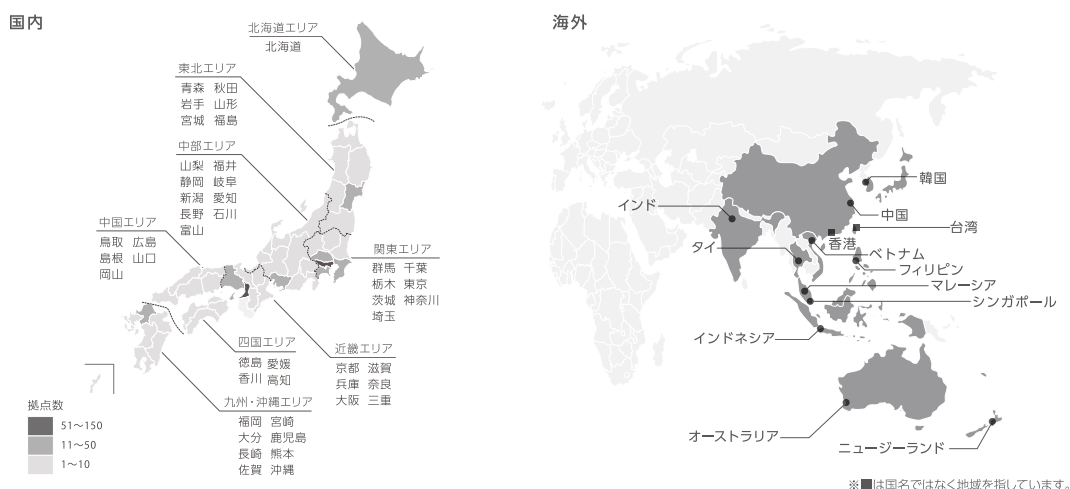 国内
北海道エリア
北海道
東北エリア
青森 秋田
岩手 山形
宮城 福島
中部エリア
山梨 福井
静岡 岐阜
新潟 愛知
長野 石川
富山
中国エリア
鳥取 広島
島根 山口
岡山
関東エリア
群馬 千葉
栃木 東京
茨城 神奈川
埼玉
四国エリア
徳島 愛媛
香川 高知
近畿エリア
京都 滋賀
兵庫 奈良
大阪 三重
九州・沖縄エリア
福岡 宮崎
大分 鹿児島
長崎 熊本
佐賀 沖縄
拠点数
51〜150
11〜50
1〜10
海外
韓国
インド
中国
台湾
香港
タイ
ベトナム
フィリピン
マレーシア
シンガポール
インドネシア
オーストラリア
ニュージーランド
※■は国名ではなく地域を指しています。